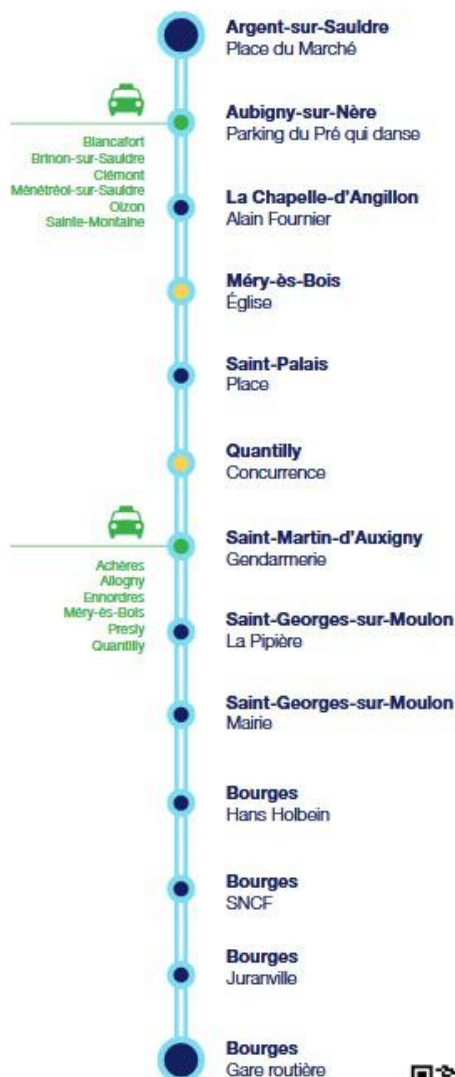 Argent-sur-Sauldre
Place du Marché
Aubigny-sur-Nère
Parking du Pré qui danse
Blancafort
Brinon-sur-Sauldre
Clémont
Ménétréol-sur-Sauldre
Oizon
Sainte-Montaine
La Chapelle-d'Angillon
Alain Fournier
Méry-ès-Bois
Église
Saint-Palais
Place
Quantilly
Concurrence
Saint-Martin-d'Auxigny
Gendarmerie
Achères
Allogny
Ennordres
Méry-ès-Bois
Presly
Quantilly
Saint-Georges-sur-Moulon
La Pipière
Saint-Georges-sur-Moulon
Mairie
Bourges
Hans Holbein
Bourges
SNCF
Bourges
Juranville
Bourges
Gare routière